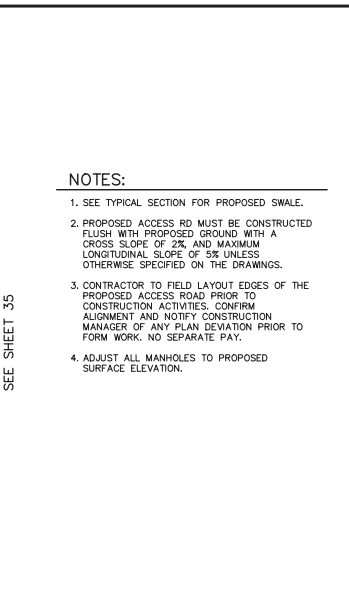 NOTES:
1. SEE TYPICAL SECTION FOR PROPOSED SWALE.
2. PROPOSED ACCESS RD MUST BE CONSTRUCTED
FLUSH WITH PROPOSED GROUND WITH A
CROSS SLOPE OF 2%, AND MAXIMUM
LONGITUDINAL SLOPE OF 5% UNLESS
OTHERWISE SPECIFIED ON THE DRAWINGS.
3. CONTRACTOR TO FIELD LAYOUT EDGES OF THE
PROPOSED ACCESS ROAD PRIOR TO
CONSTRUCTION ACTIVITIES. CONFIRM
ALIGNMENT AND NOTIFY CONSTRUCTION
MANAGER OF ANY PLAN DEVIATION PRIOR TO
FORM WORK. NO SEPARATE PAY.
4. ADJUST ALL MANHOLES TO PROPOSED
SURFACE ELEVATION.
SEE SHEET 35